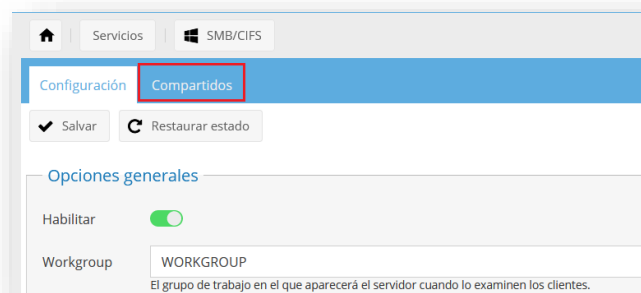 Servicios SMB/CIFS
Configuración Compartidos
Salvar Restaurar estado
Opciones generales
Habilitar
Workgroup WORKGROUP
El grupo de trabajo en el que aparecerá el servidor cuando lo examinen los clientes.